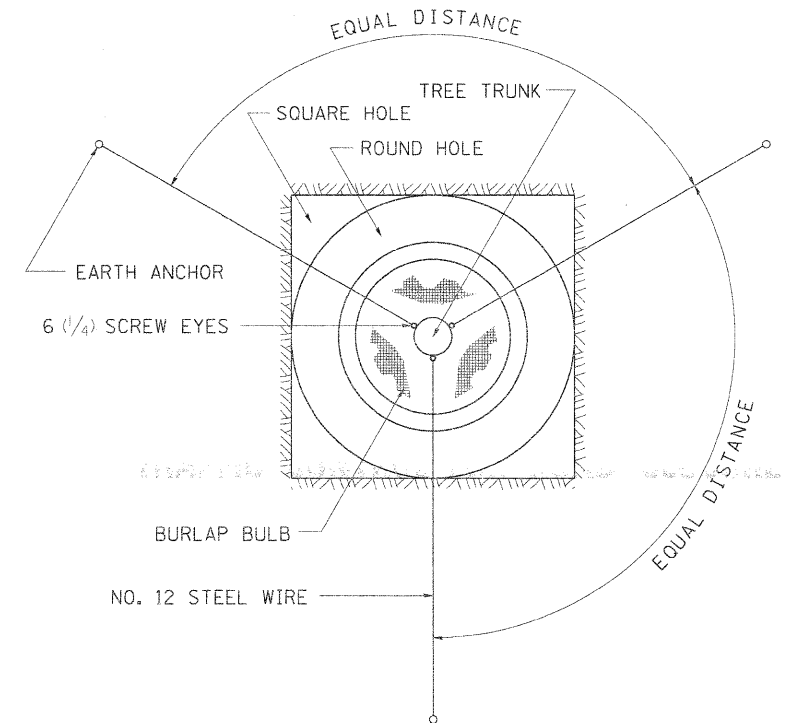 EQUAL DISTANCE
TREE TRUNK
SQUARE HOLE
ROUND HOLE
EARTH ANCHOR
6 (1/4) SCREW EYES
EQUAL DISTANCE
BURLAP BULB
NO. 12 STEEL WIRE